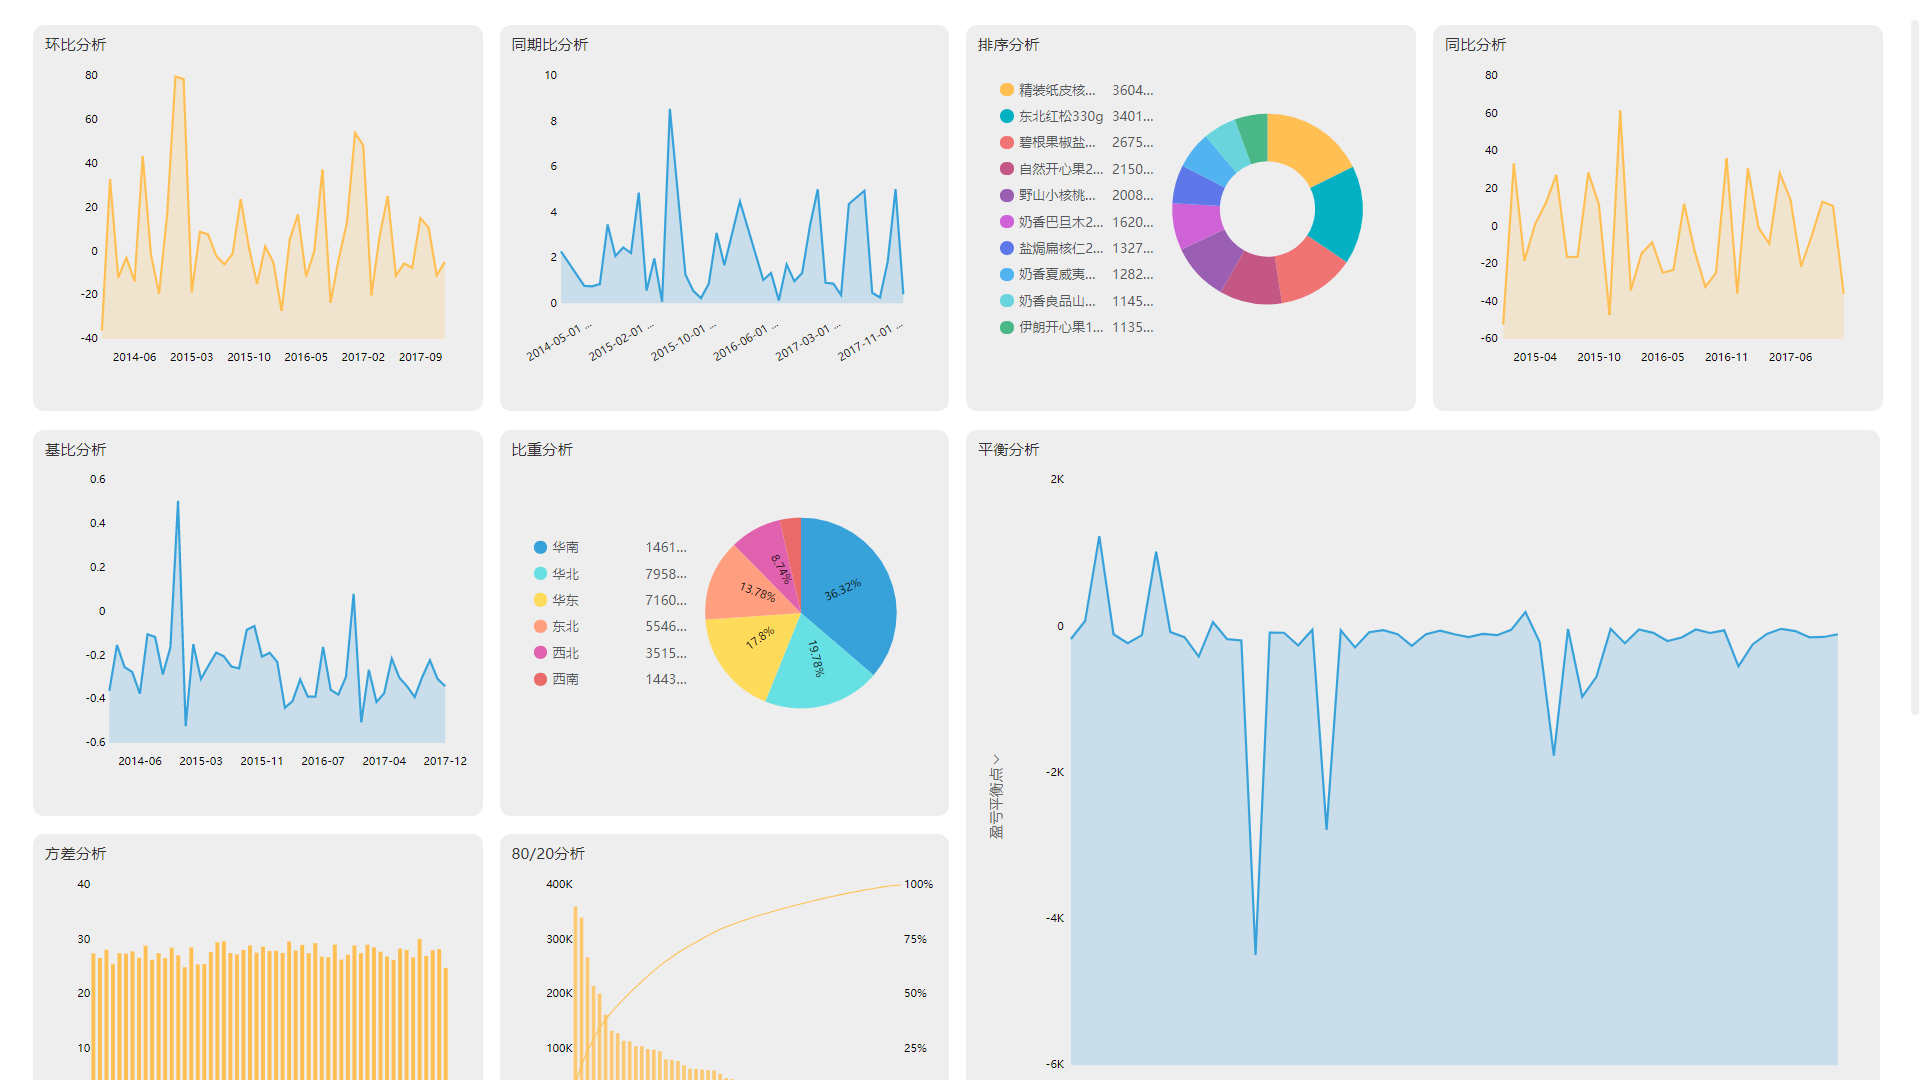 环比分析
80
60
40
20
0
-20
-40
2014-06 2015-03 2015-10 2016-05 2017-02 2017-09
同期比分析
10
8
6
4
2
0
2014-05-01 ... 2015-02-01 ... 2015-10-01 ... 2016-06-01 ... 2017-03-01 ... 2017-11-01 ...
排序分析
精装纸皮核... 3604...
东北红松330g 3401...
碧根果椒盐... 2675...
自然开心果2... 2150...
野山小核桃... 2008...
奶香巴旦木2... 1620...
盐焗扁核仁2... 1327...
奶香夏威夷... 1282...
奶香良品山... 1145...
伊朗开心果1... 1135...
同比分析
80
60
40
20
0
-20
-40
-60
2015-04 2015-10 2016-05 2016-11 2017-06
基比分析
0.6
0.4
0.2
0
-0.2
-0.4
-0.6
2014-06 2015-03 2015-11 2016-07 2017-04 2017-12
比重分析
华南 1461...
华北 7958...
华东 7160...
东北 5546...
西北 3515...
西南 1443...
36.32%
19.78%
17.8%
13.78%
8.74%
平衡分析
2K
0
-2K
-4K
-6K
盈亏平衡点
方差分析
40
30
20
10
80/20分析
400K
300K
200K
100K
100%
75%
50%
25%